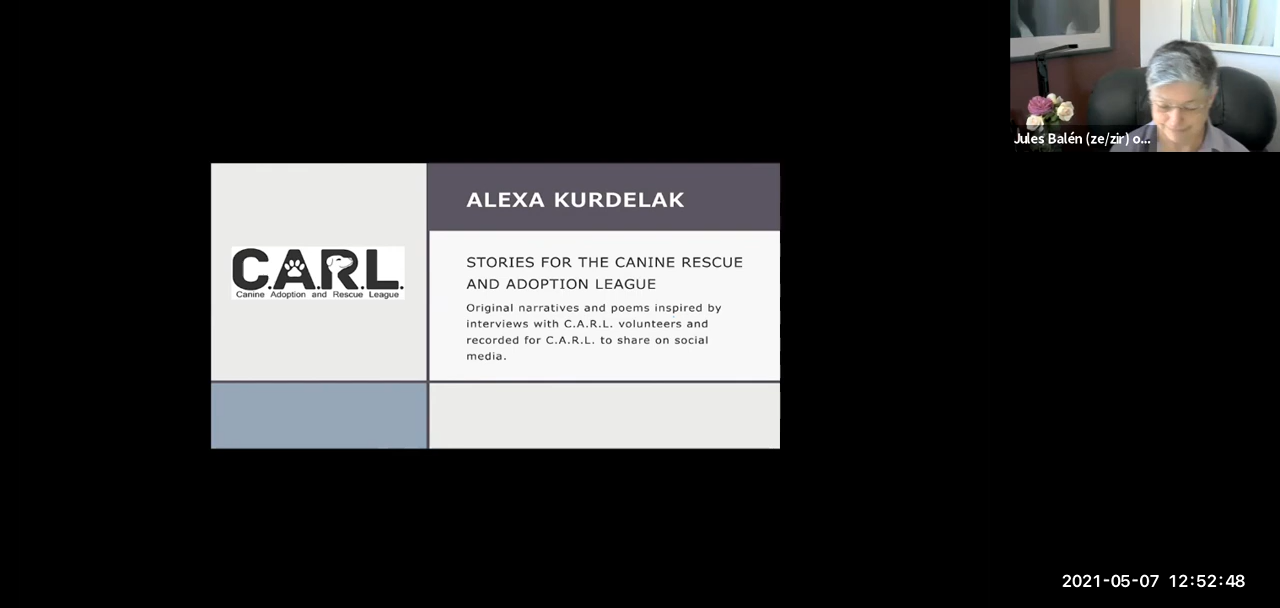 Jules Balén (ze/zir) o...
ALEXA KURDELAK
C.A.R.L.
Canine Adoption and Rescue League
STORIES FOR THE CANINE RESCUE
AND ADOPTION LEAGUE
Original narratives and poems inspired by
interviews with C.A.R.L. volunteers and
recorded for C.A.R.L. to share on social
media.
2021-05-07 12:52:48